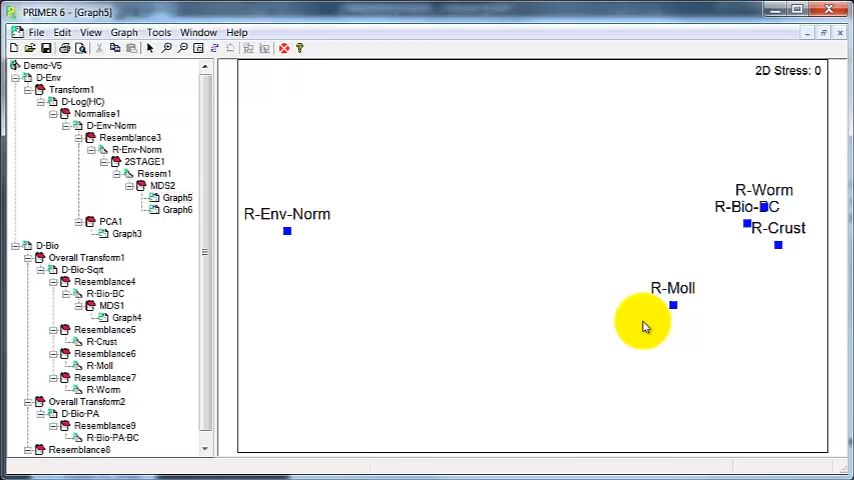 PRIMER 6 - [Graph5]
File Edit View Graph Tools Window Help
Demo-V5
D-Env
Transform1
D-Log(HC)
Normalise1
D-Env-Norm
Resemblance3
R-Env-Norm
2STAGE1
Resem1
MDS2
Graph5
Graph6
PCA1
Graph3
D-Bio
Overall Transform1
D-Bio-Sqrt
Resemblance4
R-Bio-BC
MDS1
Graph4
Resemblance5
R-Crust
Resemblance6
R-Moll
Resemblance7
R-Worm
Overall Transform2
D-Bio-PA
Resemblance9
R-Bio-PA-BC
Resemblance8
2D Stress: 0
R-Worm
R-Bio-BC
R-Env-Norm
R-Crust
R-Moll